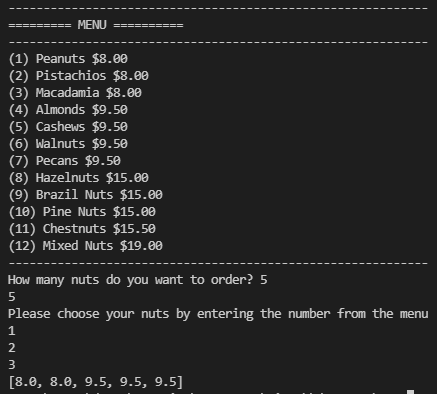 ------------------------------------------------------------
========= MENU ==========
------------------------------------------------------------
(1) Peanuts $8.00
(2) Pistachios $8.00
(3) Macadamia $8.00
(4) Almonds $9.50
(5) Cashews $9.50
(6) Walnuts $9.50
(7) Pecans $9.50
(8) Hazelnuts $15.00
(9) Brazil Nuts $15.00
(10) Pine Nuts $15.00
(11) Chestnuts $15.50
(12) Mixed Nuts $19.00
------------------------------------------------------------
How many nuts do you want to order? 5
5
Please choose your nuts by entering the number from the menu
1
2
3
[8.0, 8.0, 9.5, 9.5, 9.5]